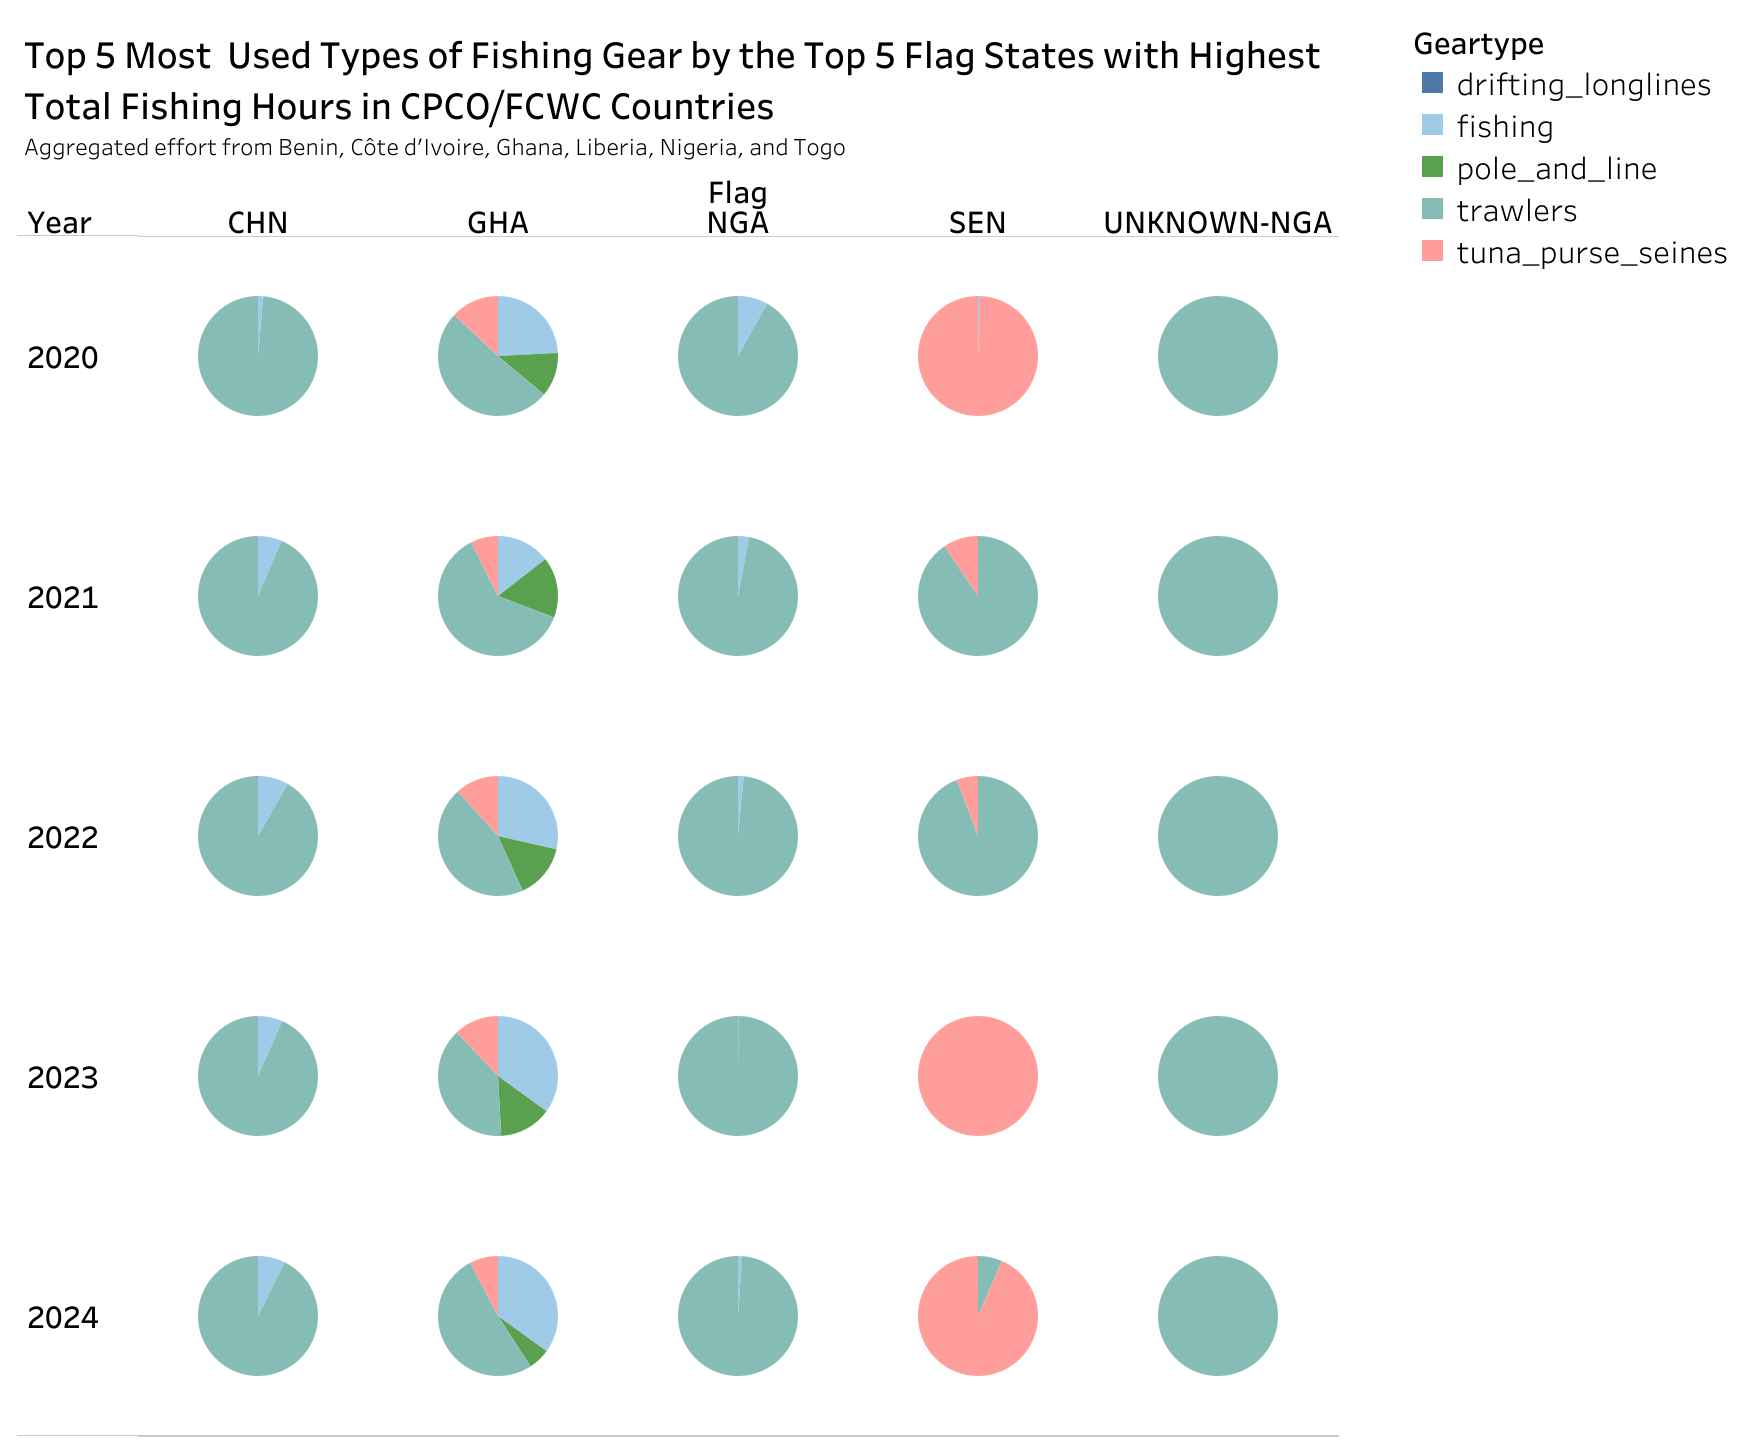 Top 5 Most  Used Types of Fishing Gear by the Top 5 Flag States with Highest
Total Fishing Hours in CPCO/FCWC Countries
Aggregated effort from Benin, Côte d'Ivoire, Ghana, Liberia, Nigeria, and Togo
Flag
Year CHN GHA NGA SEN UNKNOWN-NGA
2020
2021
2022
2023
2024
Geartype
drifting_longlines
fishing
pole_and_line
trawlers
tuna_purse_seines